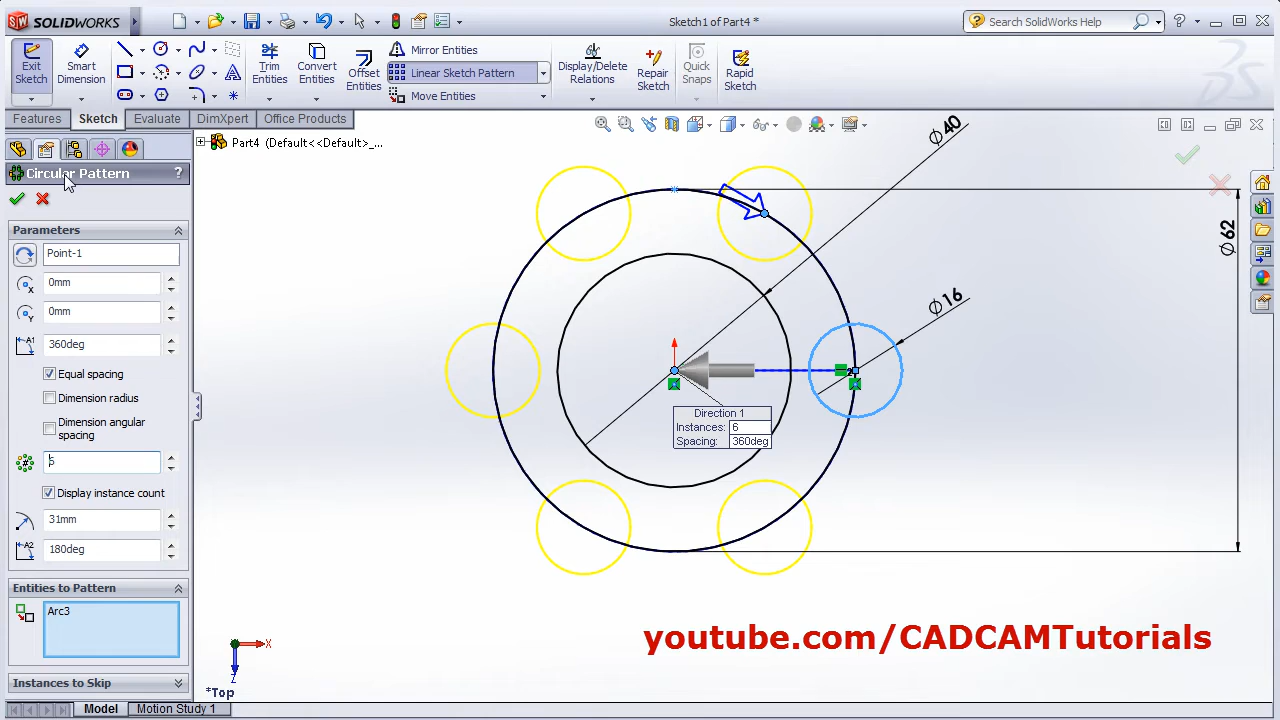 SOLIDWORKS
Sketch1 of Part4 *
Search SolidWorks Help
Exit Sketch
Smart Dimension
Trim Entities
Convert Entities
Offset Entities
Mirror Entities
Linear Sketch Pattern
Move Entities
Display/Delete Relations
Repair Sketch
Quick Snaps
Rapid Sketch
Features
Sketch
Evaluate
DimXpert
Office Products
Part4 (Default<<Default>_...
Circular Pattern
?
Parameters
Point-1
0mm
0mm
360deg
Equal spacing
Dimension radius
Dimension angular spacing
Display instance count
31mm
180deg
Entities to Pattern
Arc3
Instances to Skip
Ø40
Ø62
Ø16
Direction 1
Instances: 6
Spacing: 360deg
X
Y
*Top
youtube.com/CADCAMTutorials
Model
Motion Study 1